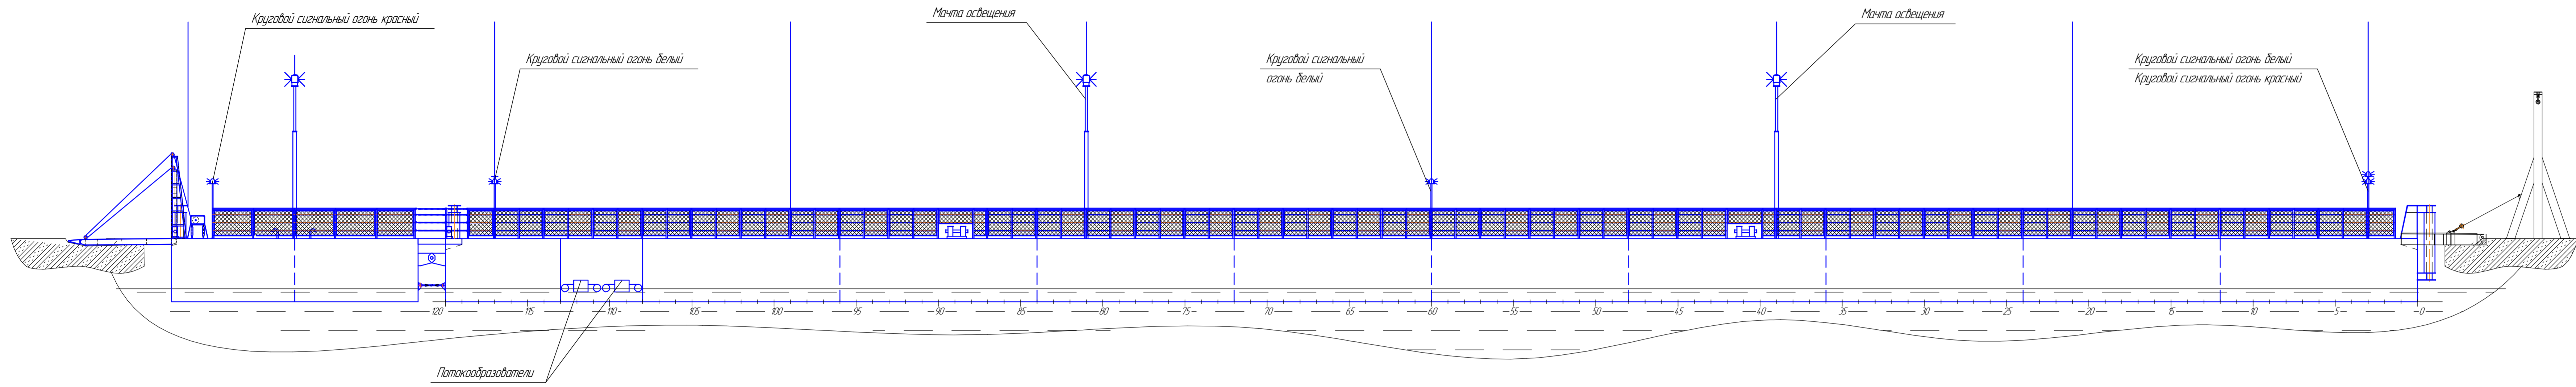 Круговой сигнальный огонь красный
Мачта освещения
Мачта освещения
Круговой сигнальный огонь белый
Круговой сигнальный
огонь белый
Круговой сигнальный огонь белый
Круговой сигнальный огонь красный
120 115 110 105 100 95 90 85 80 75 70 65 60 55 50 45 40 35 30 25 20 15 10 5 0
Потокообразователи